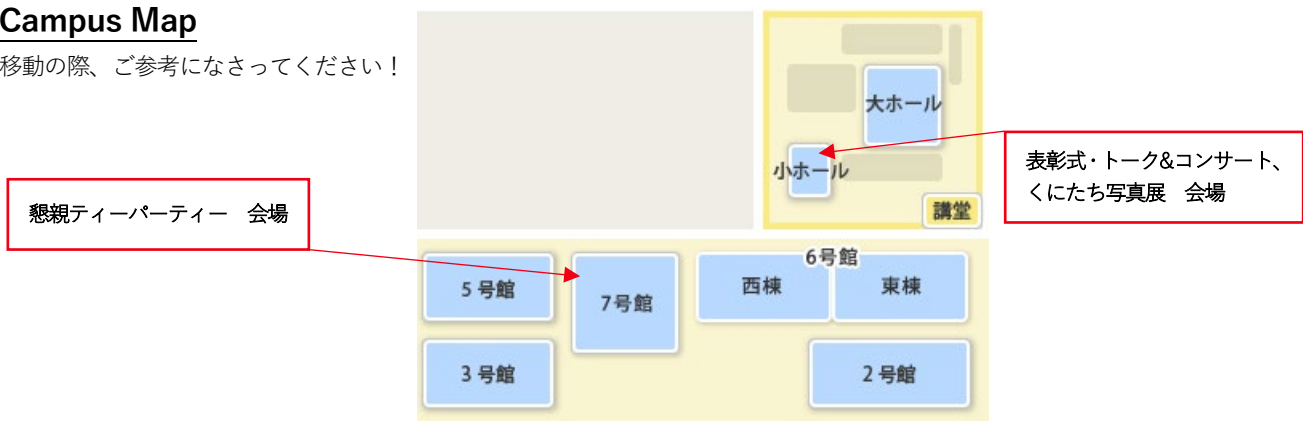 Campus Map
移動の際、ご参考になさってください！
大ホール
小ホール
講堂
表彰式・トーク&コンサート、
くにたち写真展　会場
懇親ティーパーティー　会場
6号館
5号館
7号館
西棟
東棟
3号館
2号館